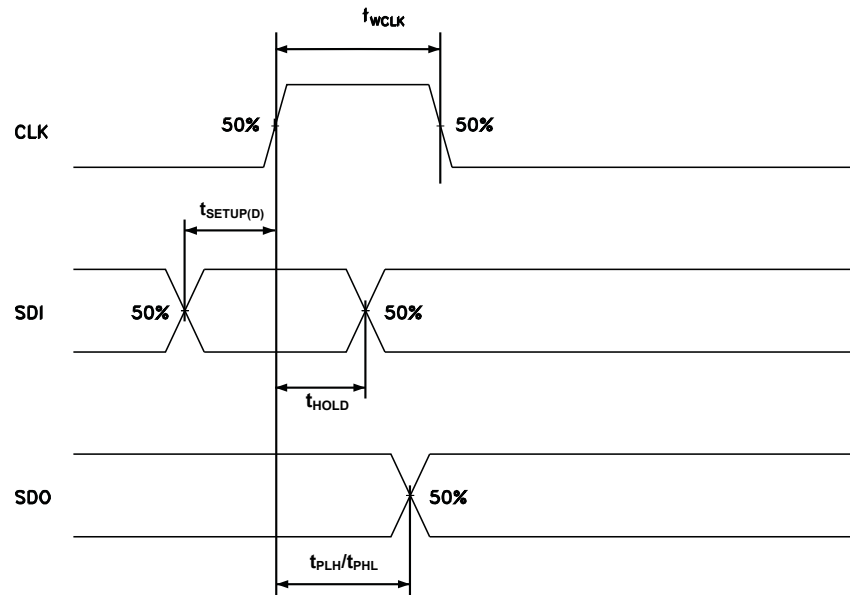 tWCLK
CLK
50%
50%
tSETUP(D)
SDI
50%
50%
tHOLD
SDO
50%
tPLH/tPHL